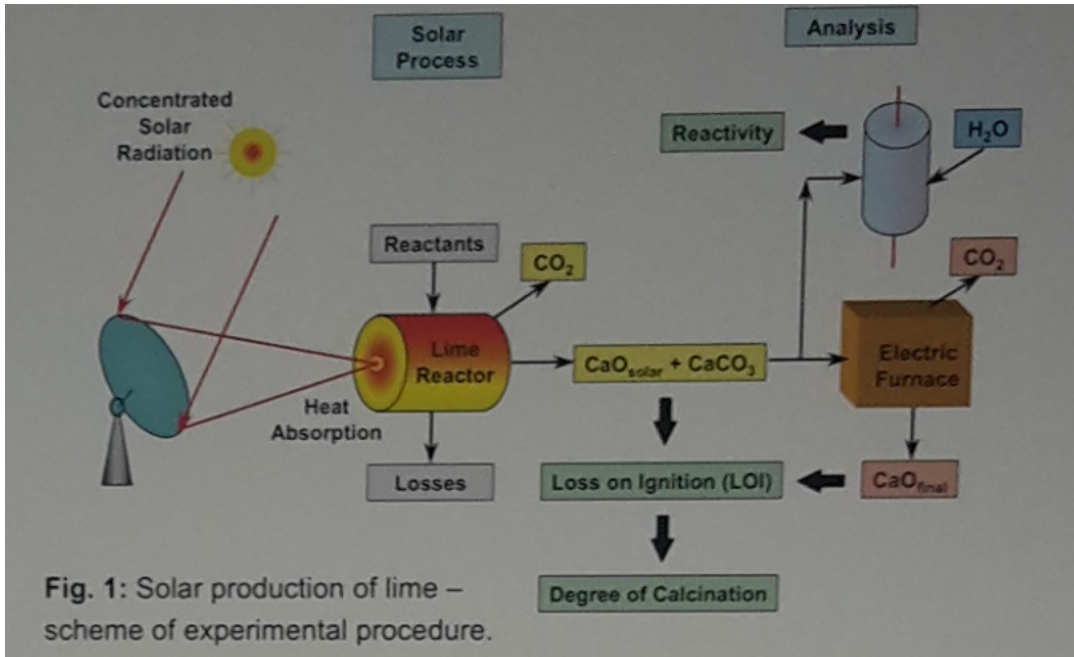 Solar
Process
Analysis
Concentrated
Solar
Radiation
Reactivity
H₂O
Reactants
CO₂
CO₂
Lime
Reactor
CaOsolar + CaCO₃
Electric
Furnace
Heat
Absorption
Losses
Loss on Ignition (LOI)
CaOfinal
Degree of Calcination
Fig. 1: Solar production of lime –
scheme of experimental procedure.